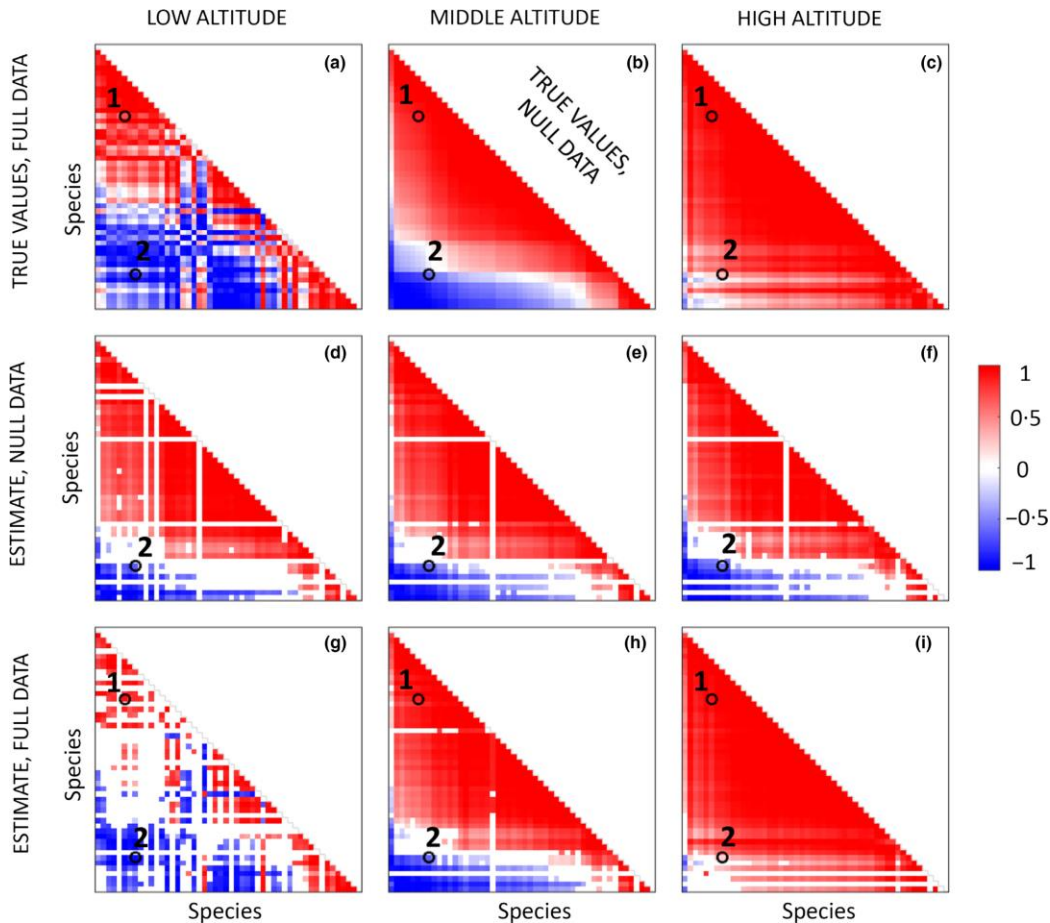 LOW ALTITUDE
MIDDLE ALTITUDE
HIGH ALTITUDE
TRUE VALUES, FULL DATA
Species
(a)
1
2
(b)
TRUE VALUES,
NULL DATA
1
2
(c)
1
2
ESTIMATE, NULL DATA
Species
(d)
2
(e)
2
(f)
2
1
0·5
0
−0·5
−1
ESTIMATE, FULL DATA
Species
(g)
1
2
(h)
1
2
(i)
1
2
Species
Species
Species